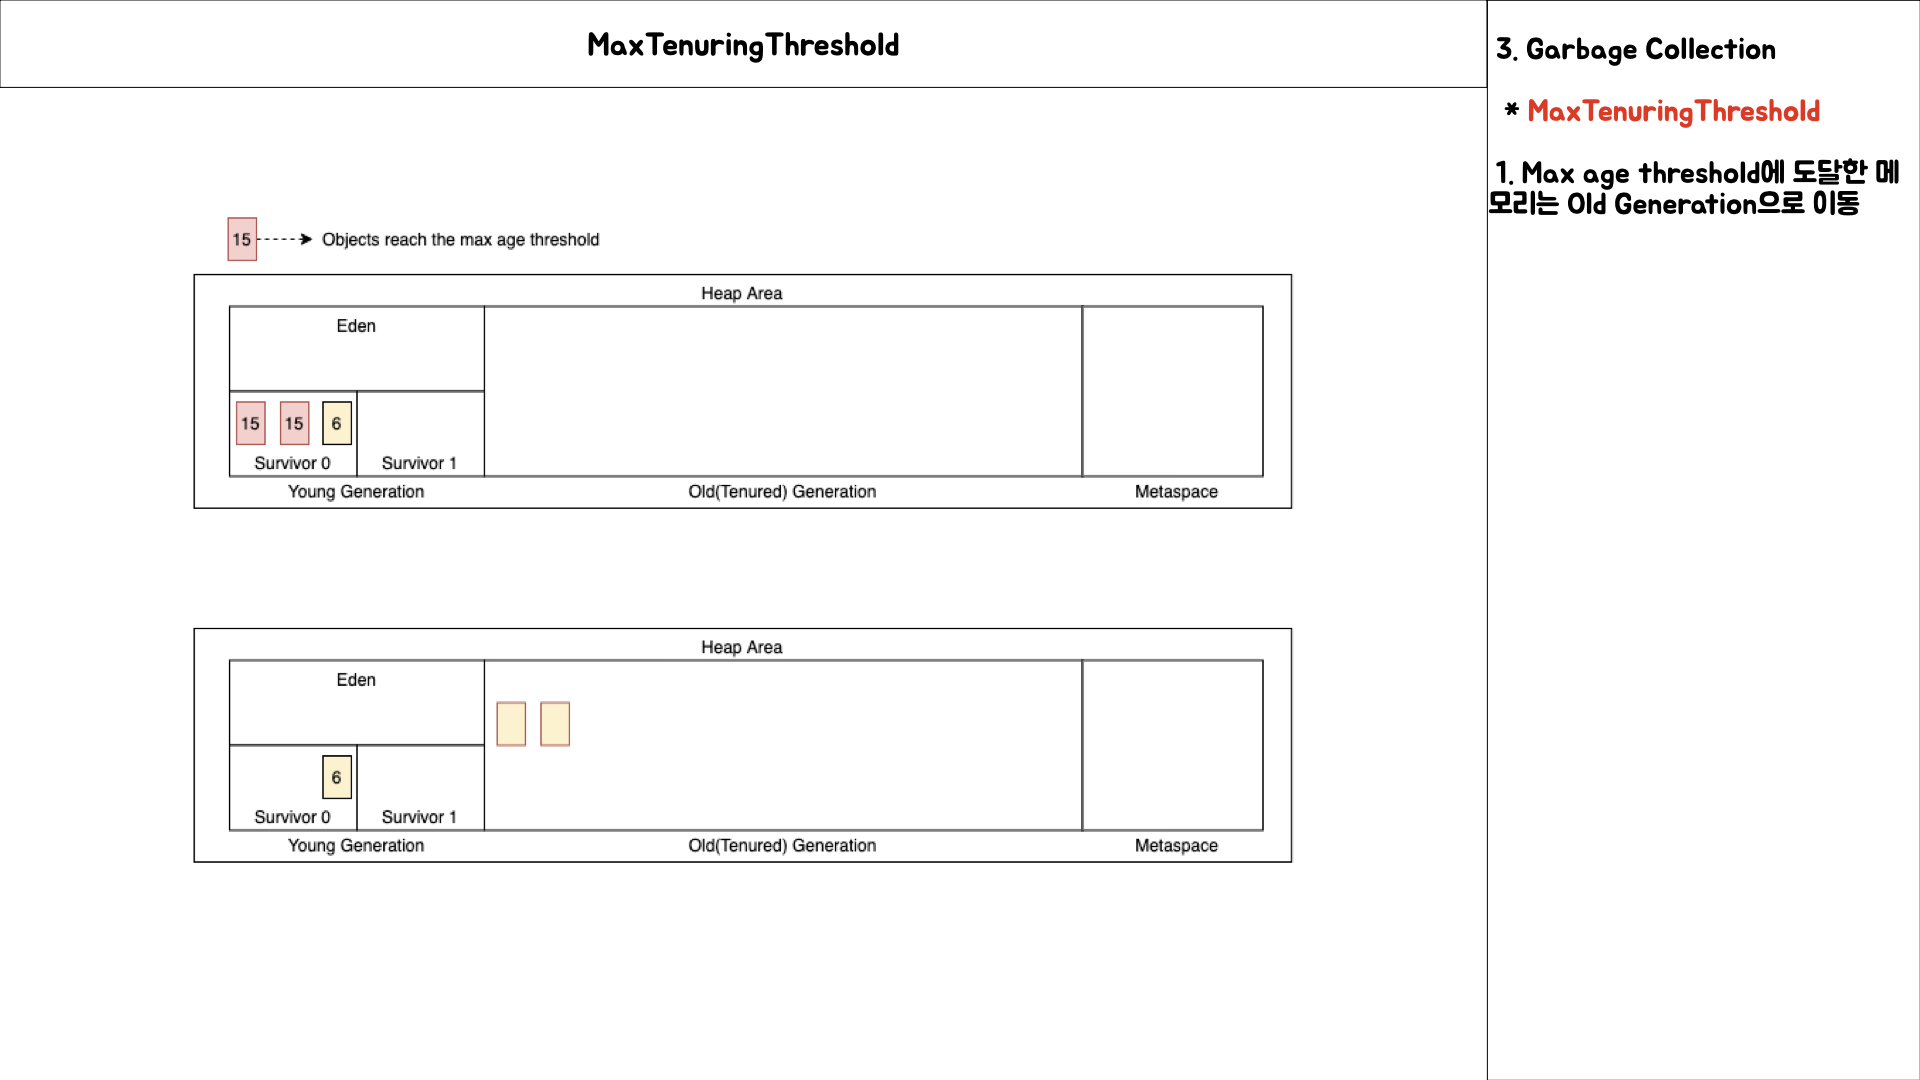 MaxTenuringThreshold
15
Objects reach the max age threshold
Heap Area
Eden
15 15 6
Survivor 0 Survivor 1
Young Generation Old(Tenured) Generation Metaspace
Heap Area
Eden
6
Survivor 0 Survivor 1
Young Generation Old(Tenured) Generation Metaspace
3. Garbage Collection
* MaxTenuringThreshold
1. Max age threshold에 도달한 메
모리는 Old Generation으로 이동